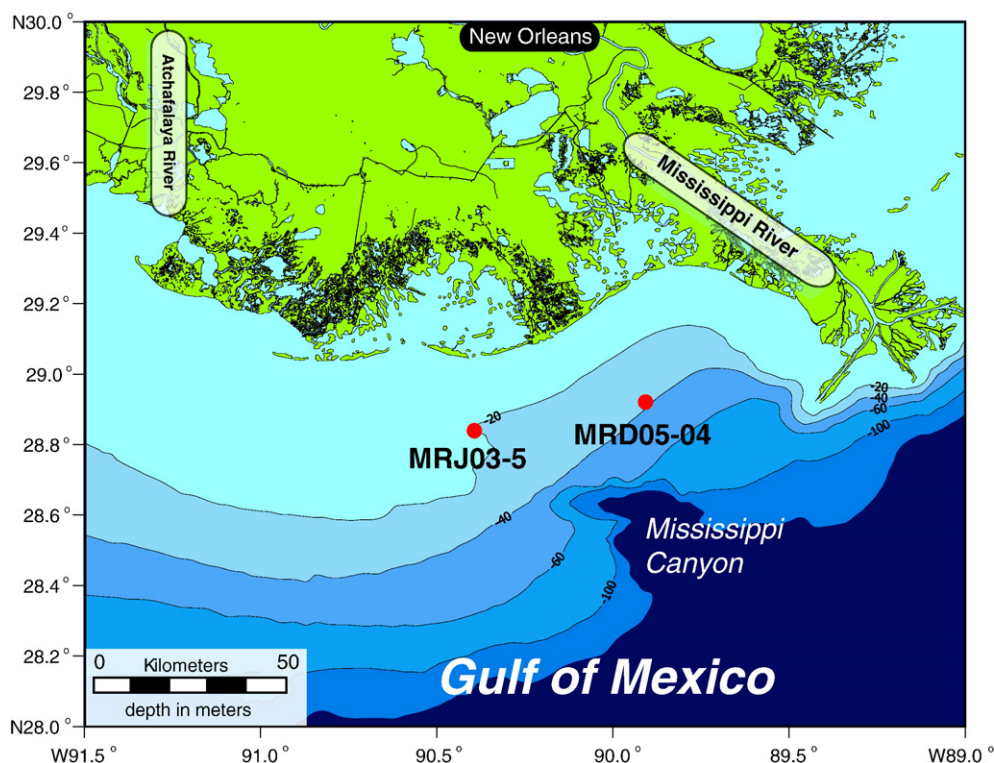 N30.0 °
29.8 °
29.6 °
29.4 °
29.2 °
29.0 °
28.8 °
28.6 °
28.4 °
28.2 °
N28.0 °
W91.5 °
91.0 °
90.5 °
90.0 °
89.5 °
W89.0 °
New Orleans
Atchafalaya River
Mississippi River
-20
-40
-60
-100
-20
MRJ03-5
MRD05-04
-40
-60
-100
Mississippi
Canyon
Gulf of Mexico
0 50
Kilometers
depth in meters